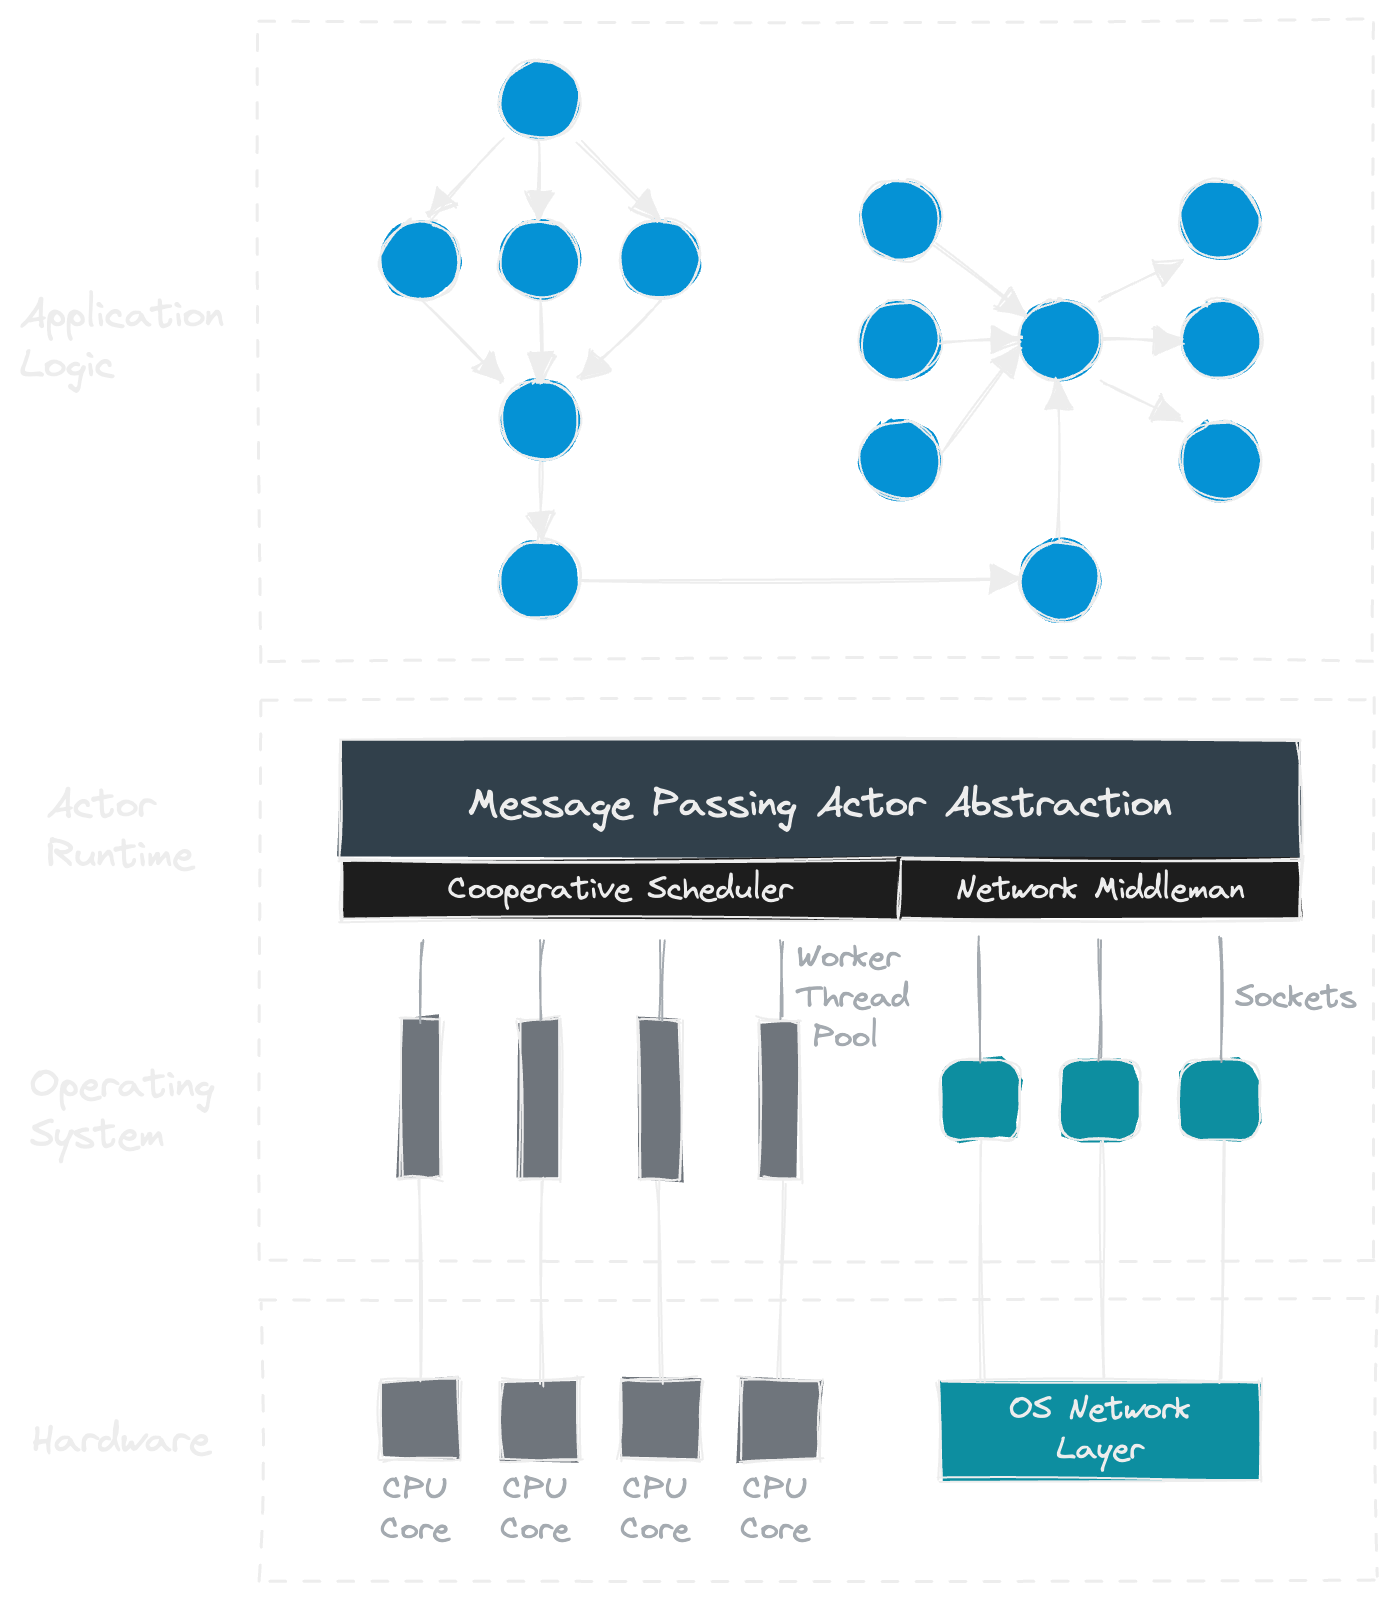 Application
Logic
Actor
Runtime
Message Passing Actor Abstraction
Cooperative Scheduler
Network Middleman
Worker
Thread
Pool
Sockets
Operating
System
Hardware
OS Network
Layer
CPU
Core
CPU
Core
CPU
Core
CPU
Core